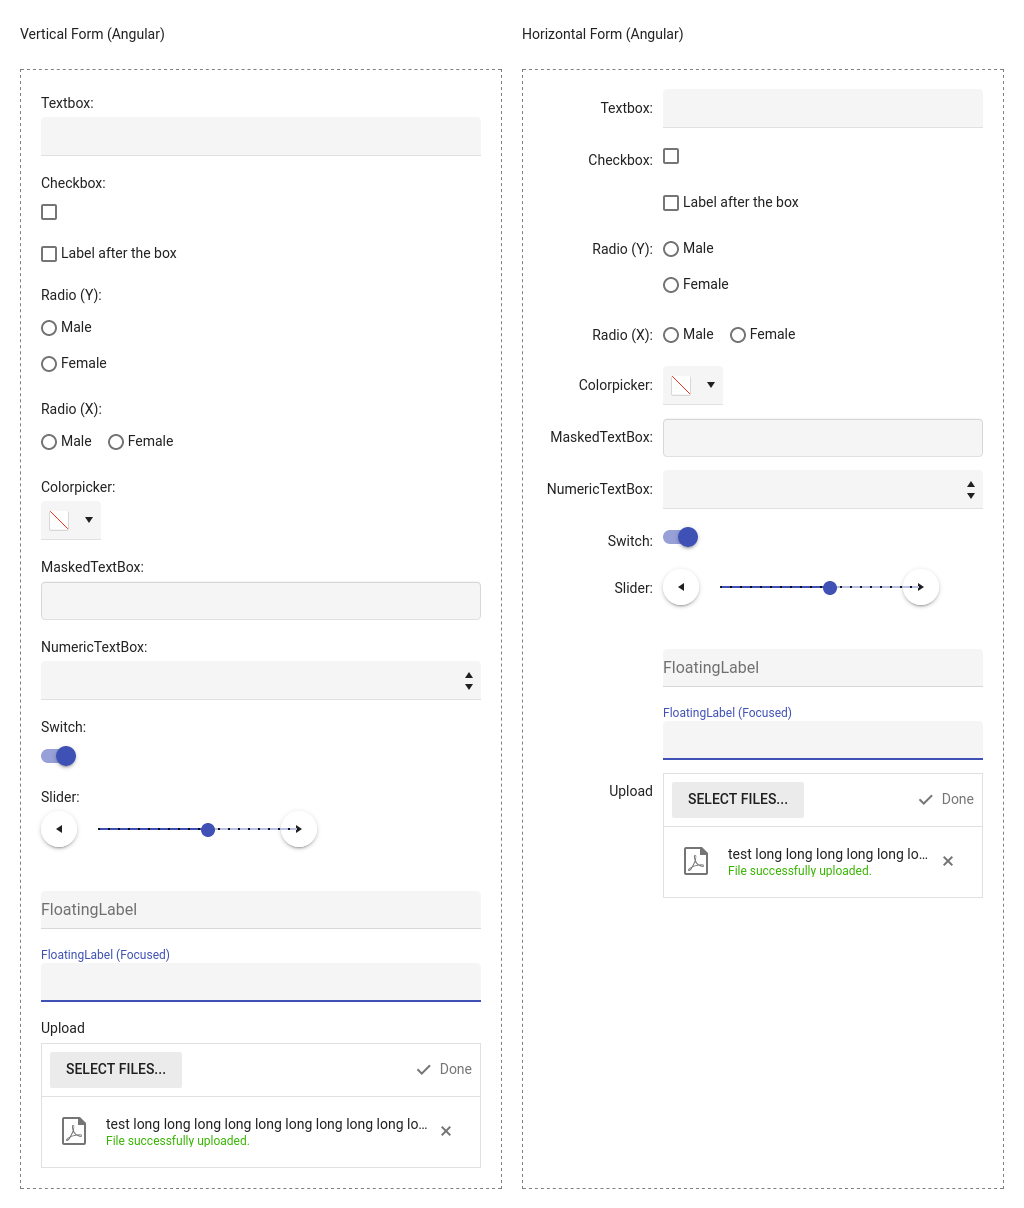 Vertical Form (Angular)
Textbox:
Checkbox:
Label after the box
Radio (Y):
Male
Female
Radio (X):
Male Female
Colorpicker:
MaskedTextBox:
NumericTextBox:
Switch:
Slider:
FloatingLabel
FloatingLabel (Focused)
Upload
SELECT FILES... Done
test long long long long long long long long long lo...
File successfully uploaded.
Horizontal Form (Angular)
Textbox:
Checkbox:
Label after the box
Radio (Y): Male
Female
Radio (X): Male Female
Colorpicker:
MaskedTextBox:
NumericTextBox:
Switch:
Slider:
FloatingLabel
FloatingLabel (Focused)
Upload SELECT FILES... Done
test long long long long long lo...
File successfully uploaded.